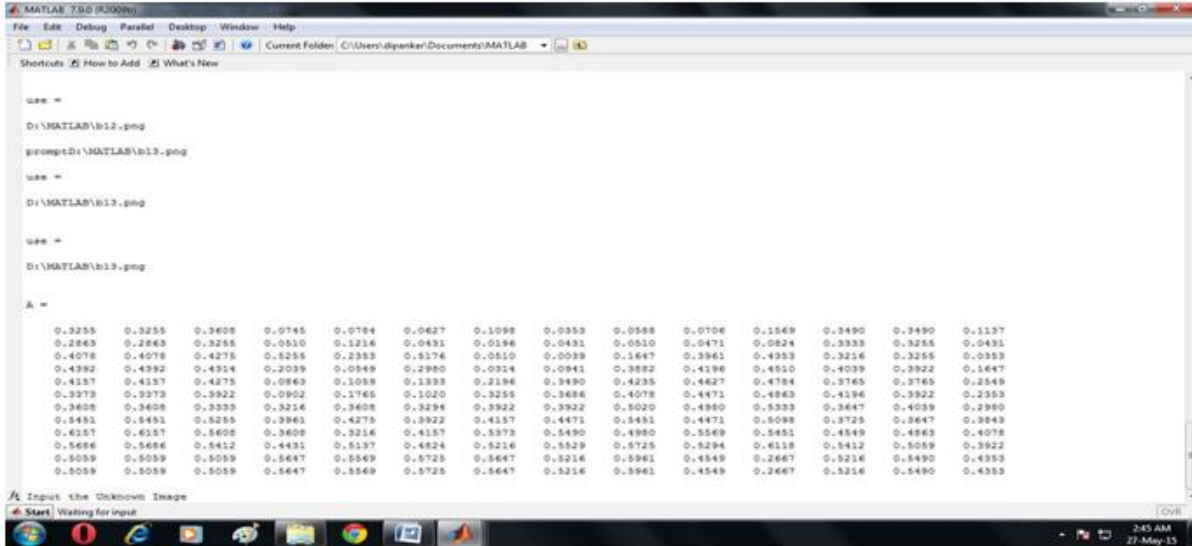 MATLAB 7.9.0 (R2009b)
File Edit Debug Parallel Desktop Window Help
Current Folder: C:\Users\dipankar\Documents\MATLAB
Shortcuts How to Add What's New
use =
D:\MATLAB\b12.png
promptD:\MATLAB\b13.png
use =
D:\MATLAB\b13.png
use =
D:\MATLAB\b13.png
A =
0.3255 0.3255 0.3608 0.0745 0.0784 0.0627 0.1098 0.0353 0.0588 0.0706 0.1569 0.3490 0.3490 0.1137
0.2863 0.2863 0.3255 0.0510 0.1216 0.0431 0.0196 0.0431 0.0510 0.0471 0.0824 0.3333 0.3255 0.0431
0.4078 0.4078 0.4275 0.5255 0.2353 0.5176 0.0510 0.0039 0.1647 0.3961 0.4353 0.3216 0.3255 0.0353
0.4392 0.4392 0.4314 0.2039 0.0549 0.2980 0.0314 0.0941 0.3882 0.4196 0.4510 0.4039 0.3922 0.1647
0.4157 0.4157 0.4275 0.0863 0.1059 0.1333 0.2196 0.3490 0.4235 0.4627 0.4784 0.3765 0.3765 0.2549
0.3373 0.3373 0.3922 0.0902 0.1765 0.1020 0.3255 0.3686 0.4078 0.4471 0.4863 0.4196 0.3922 0.2353
0.3608 0.3608 0.3333 0.3216 0.3608 0.3294 0.3922 0.3922 0.5020 0.4980 0.5333 0.3647 0.4039 0.2980
0.5451 0.5451 0.5255 0.3961 0.4275 0.3922 0.4157 0.4471 0.5451 0.4471 0.5098 0.3725 0.3647 0.3843
0.6157 0.6157 0.5608 0.3608 0.3216 0.4157 0.5373 0.5490 0.4980 0.5569 0.5451 0.4549 0.4863 0.4078
0.5686 0.5686 0.5412 0.4431 0.5137 0.4824 0.5216 0.5529 0.5725 0.5294 0.6118 0.5412 0.5059 0.3922
0.5059 0.5059 0.5059 0.5647 0.5569 0.5725 0.5647 0.5216 0.5961 0.4549 0.2667 0.5216 0.5490 0.4353
0.5059 0.5059 0.5059 0.5647 0.5569 0.5725 0.5647 0.5216 0.5961 0.4549 0.2667 0.5216 0.5490 0.4353
fx Input the Unknown Image
Start Waiting for input OVR
2:45 AM
27-May-15